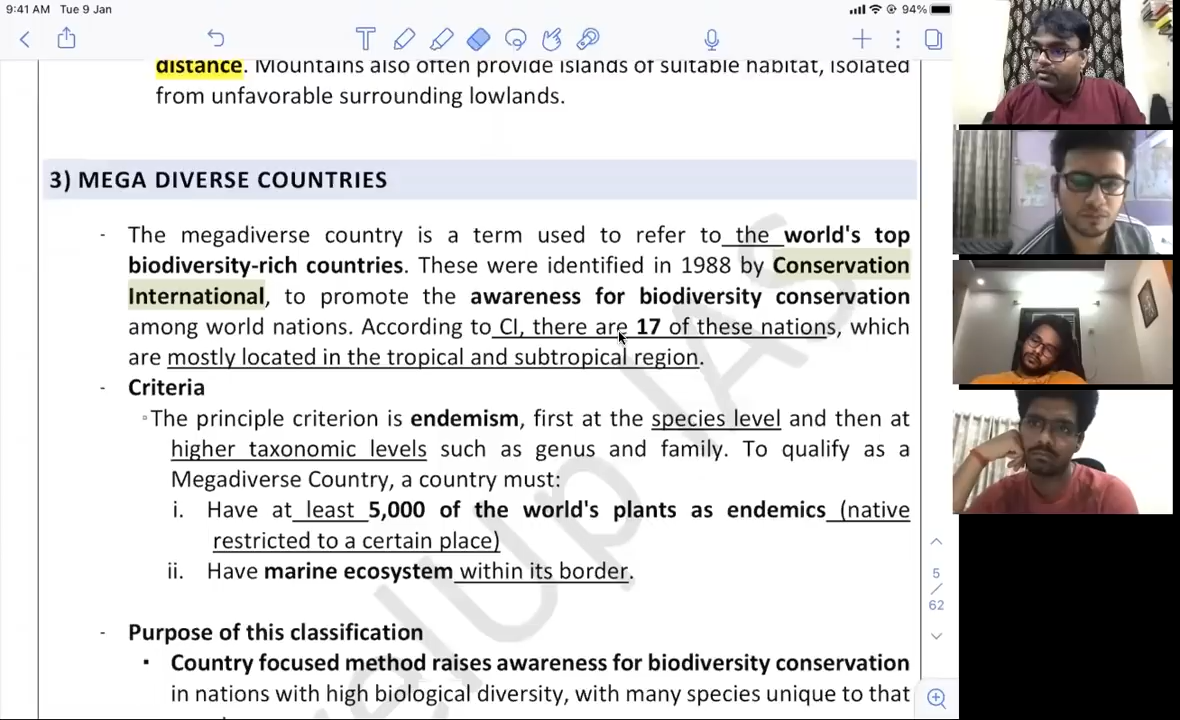 9:41 AM Tue 9 Jan
94%
distance. Mountains also often provide islands of suitable habitat, isolated
from unfavorable surrounding lowlands.
3) MEGA DIVERSE COUNTRIES
- The megadiverse country is a term used to refer to the world's top
biodiversity-rich countries. These were identified in 1988 by Conservation
International, to promote the awareness for biodiversity conservation
among world nations. According to CI, there are 17 of these nations, which
are mostly located in the tropical and subtropical region.
- Criteria
▫The principle criterion is endemism, first at the species level and then at
higher taxonomic levels such as genus and family. To qualify as a
Megadiverse Country, a country must:
i. Have at least 5,000 of the world's plants as endemics (native
restricted to a certain place)
ii. Have marine ecosystem within its border.
- Purpose of this classification
▪ Country focused method raises awareness for biodiversity conservation
in nations with high biological diversity, with many species unique to that
5
/
62